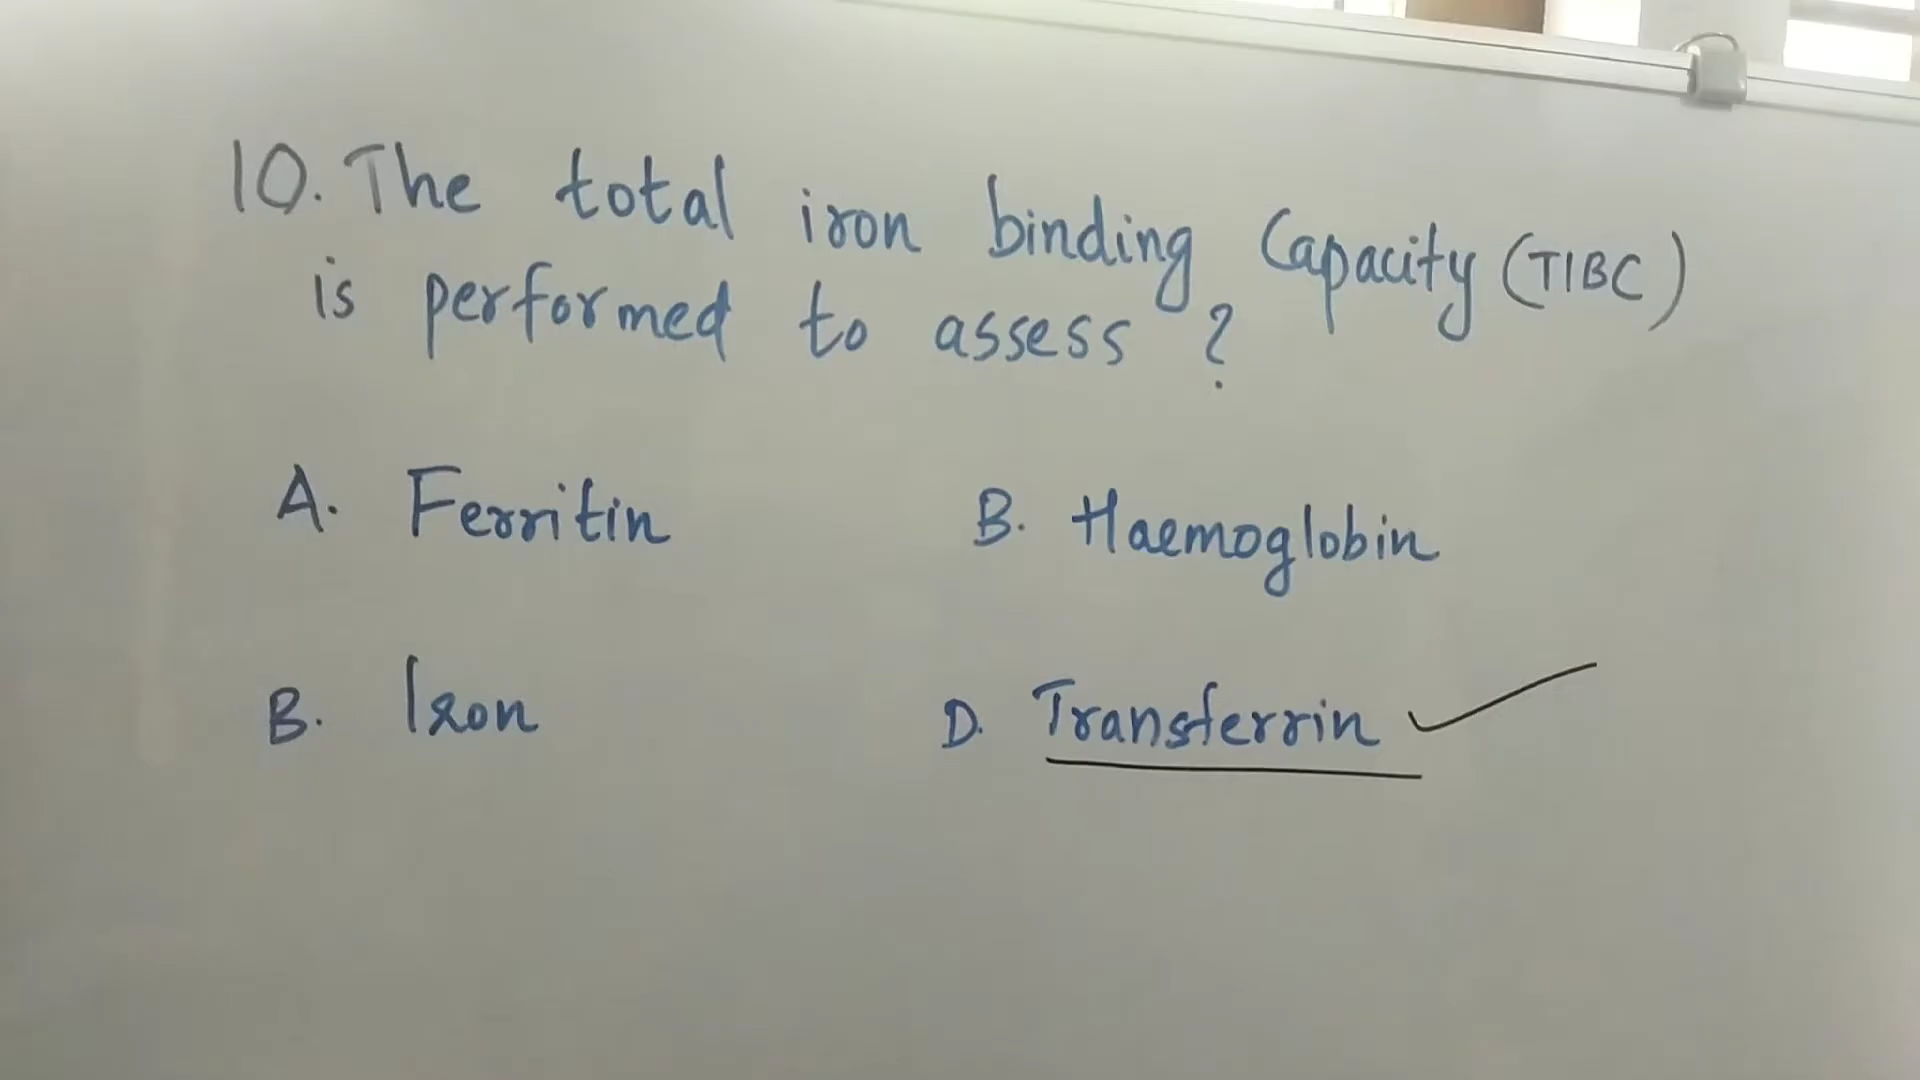 10. The total iron binding Capacity (TIBC)
is performed to assess ?
A. Ferritin
B. Haemoglobin
B. Iron
D. Transferrin ✓